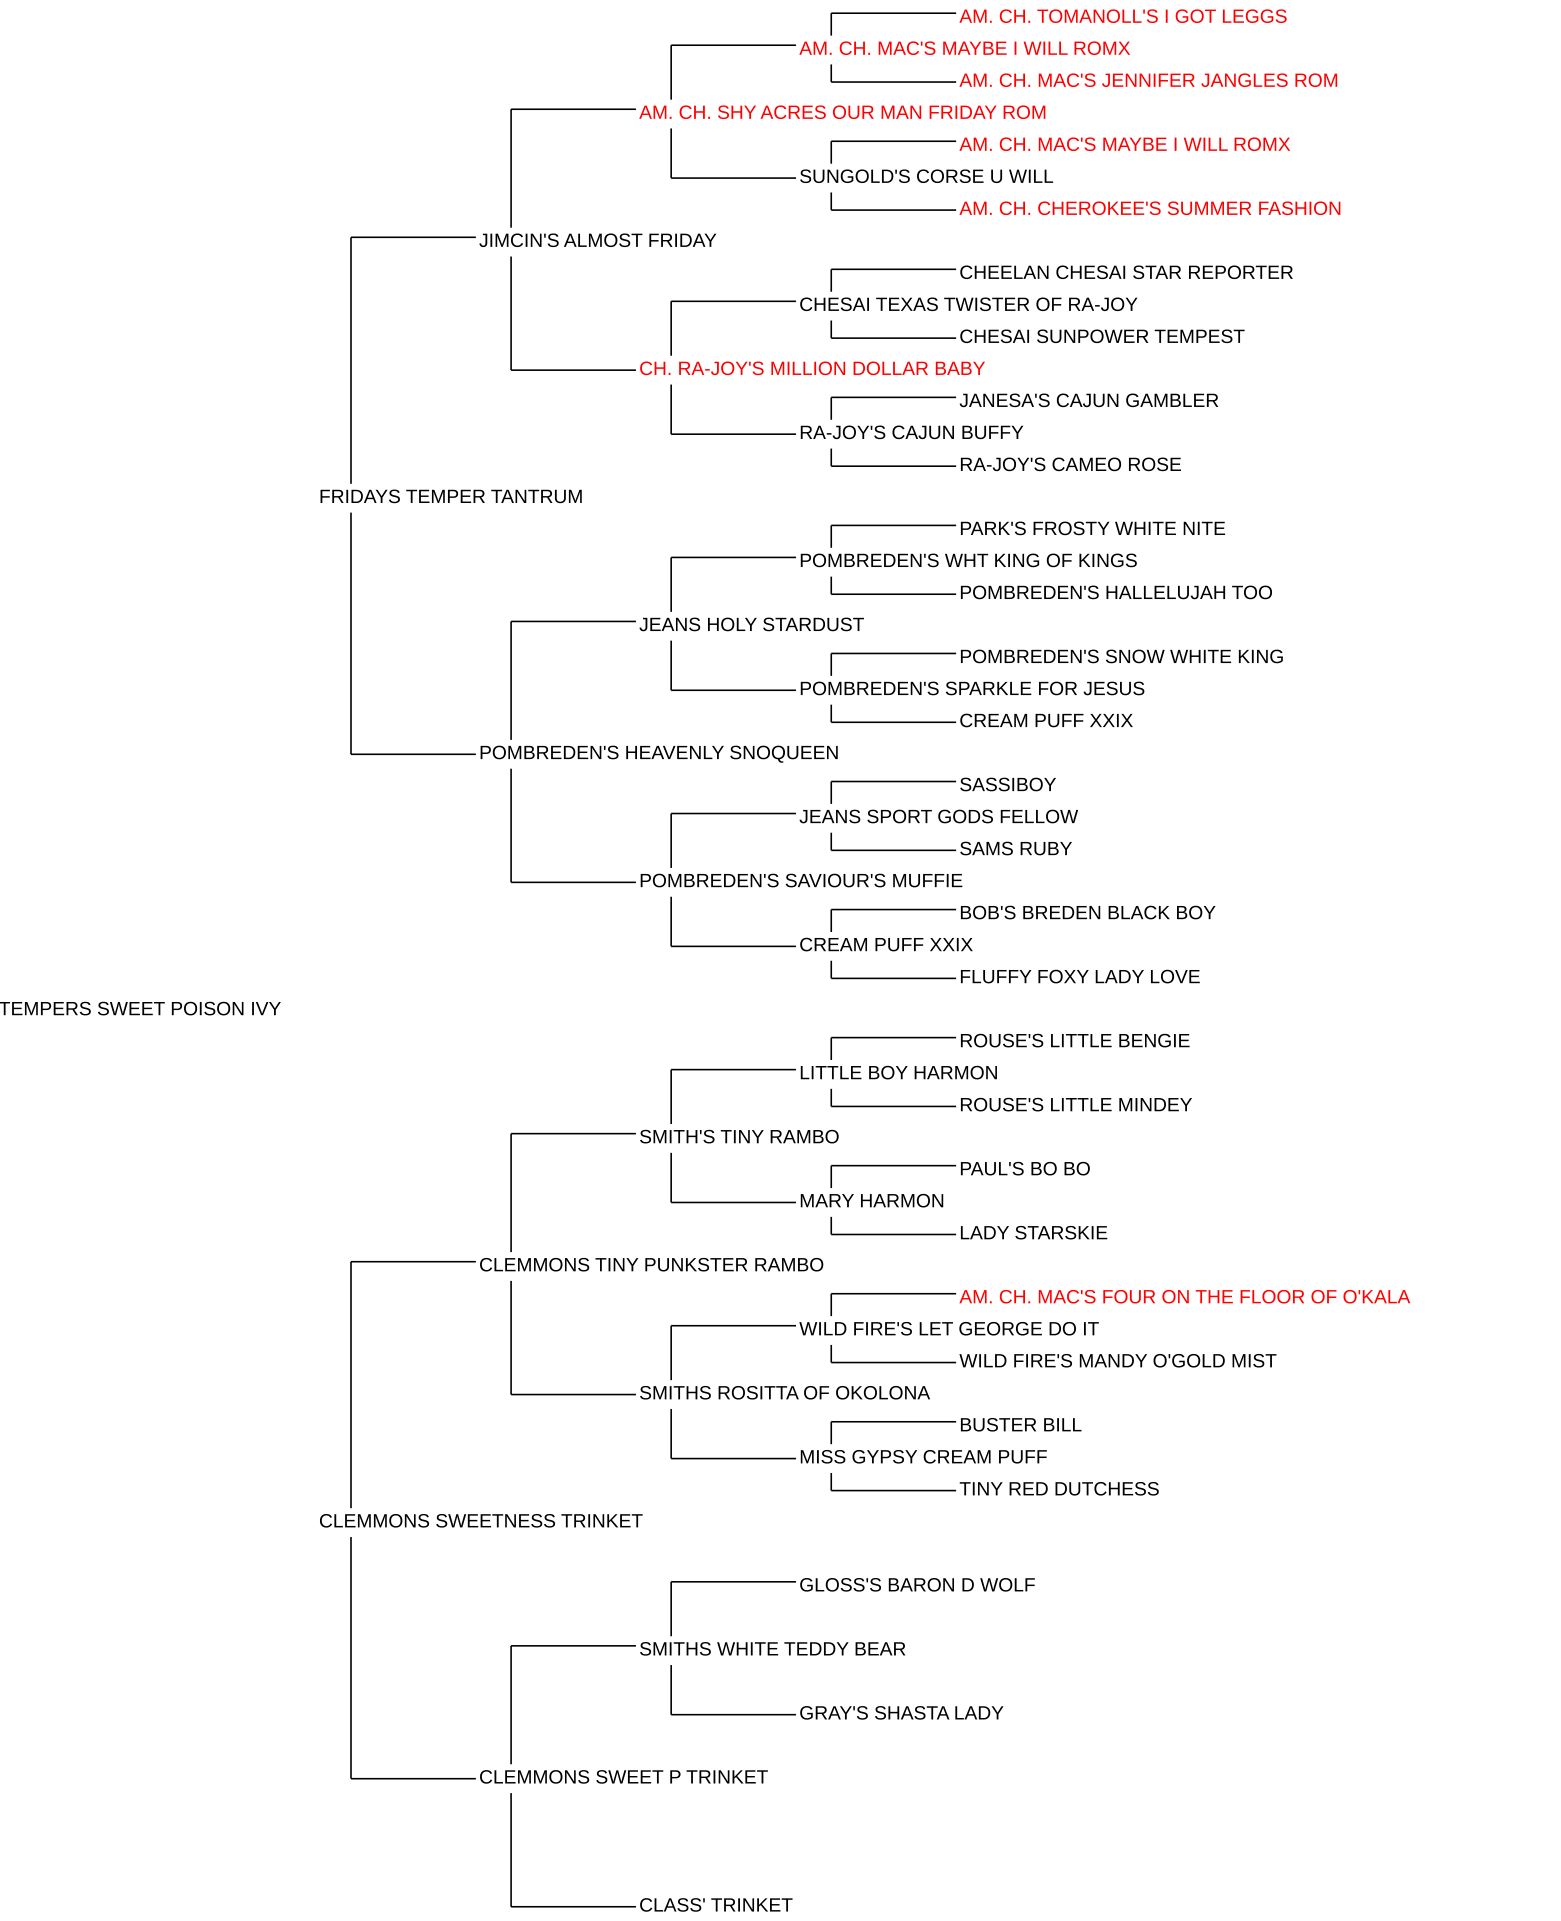 AM. CH. TOMANOLL'S I GOT LEGGS
AM. CH. MAC'S MAYBE I WILL ROMX
AM. CH. MAC'S JENNIFER JANGLES ROM
AM. CH. SHY ACRES OUR MAN FRIDAY ROM
AM. CH. MAC'S MAYBE I WILL ROMX
SUNGOLD'S CORSE U WILL
AM. CH. CHEROKEE'S SUMMER FASHION
JIMCIN'S ALMOST FRIDAY
CHEELAN CHESAI STAR REPORTER
CHESAI TEXAS TWISTER OF RA-JOY
CHESAI SUNPOWER TEMPEST
CH. RA-JOY'S MILLION DOLLAR BABY
JANESA'S CAJUN GAMBLER
RA-JOY'S CAJUN BUFFY
RA-JOY'S CAMEO ROSE
FRIDAYS TEMPER TANTRUM
PARK'S FROSTY WHITE NITE
POMBREDEN'S WHT KING OF KINGS
POMBREDEN'S HALLELUJAH TOO
JEANS HOLY STARDUST
POMBREDEN'S SNOW WHITE KING
POMBREDEN'S SPARKLE FOR JESUS
CREAM PUFF XXIX
POMBREDEN'S HEAVENLY SNOQUEEN
SASSIBOY
JEANS SPORT GODS FELLOW
SAMS RUBY
POMBREDEN'S SAVIOUR'S MUFFIE
BOB'S BREDEN BLACK BOY
CREAM PUFF XXIX
FLUFFY FOXY LADY LOVE
TEMPERS SWEET POISON IVY
ROUSE'S LITTLE BENGIE
LITTLE BOY HARMON
ROUSE'S LITTLE MINDEY
SMITH'S TINY RAMBO
PAUL'S BO BO
MARY HARMON
LADY STARSKIE
CLEMMONS TINY PUNKSTER RAMBO
AM. CH. MAC'S FOUR ON THE FLOOR OF O'KALA
WILD FIRE'S LET GEORGE DO IT
WILD FIRE'S MANDY O'GOLD MIST
SMITHS ROSITTA OF OKOLONA
BUSTER BILL
MISS GYPSY CREAM PUFF
TINY RED DUTCHESS
CLEMMONS SWEETNESS TRINKET
GLOSS'S BARON D WOLF
SMITHS WHITE TEDDY BEAR
GRAY'S SHASTA LADY
CLEMMONS SWEET P TRINKET
CLASS' TRINKET